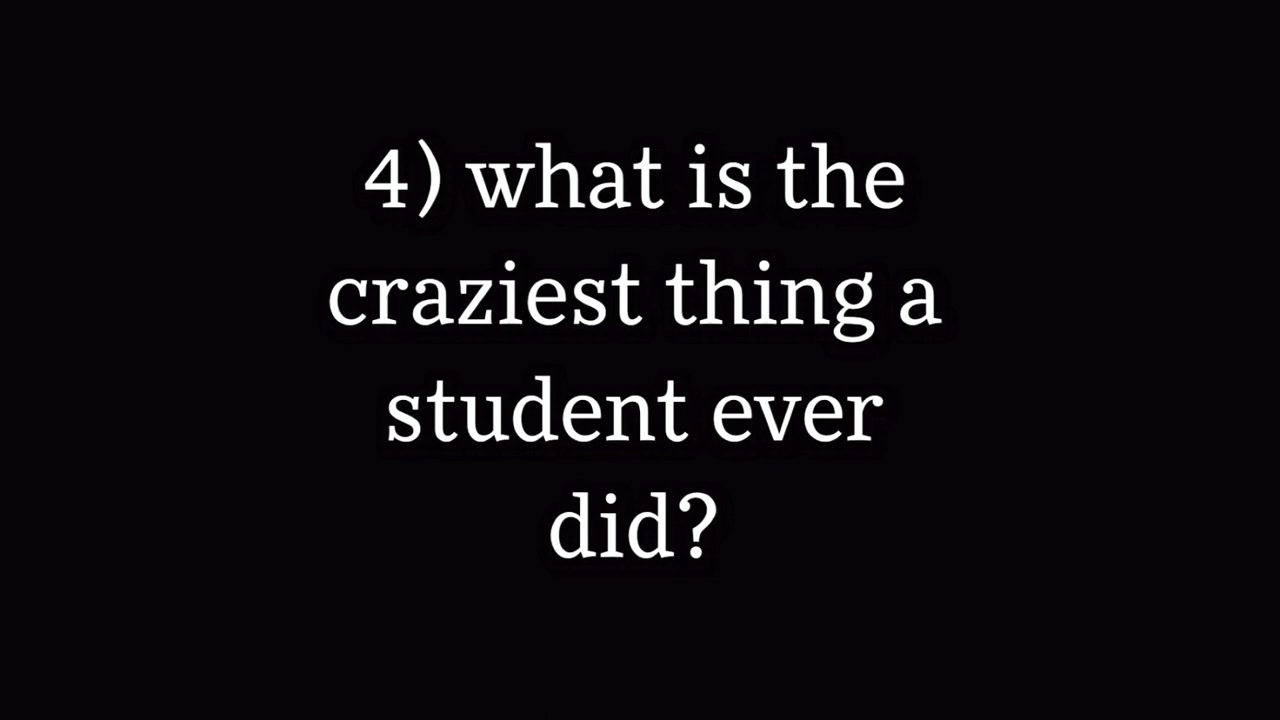 4) what is the
craziest thing a
student ever
did?